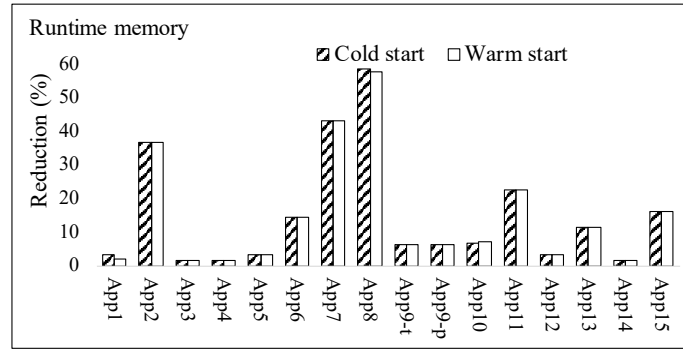 Runtime memory
Cold start Warm start
Reduction (%)
60
50
40
30
20
10
0
App1 App2 App3 App4 App5 App6 App7 App8 App9-t App9-p App10 App11 App12 App13 App14 App15